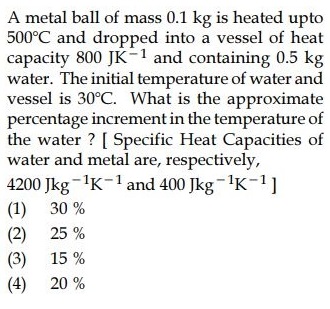 A metal ball of mass 0.1 kg is heated upto
500°C and dropped into a vessel of heat
capacity 800 JK⁻¹ and containing 0.5 kg
water. The initial temperature of water and
vessel is 30°C. What is the approximate
percentage increment in the temperature of
the water ? [ Specific Heat Capacities of
water and metal are, respectively,
4200 Jkg⁻¹K⁻¹ and 400 Jkg⁻¹K⁻¹ ]
(1) 30 %
(2) 25 %
(3) 15 %
(4) 20 %